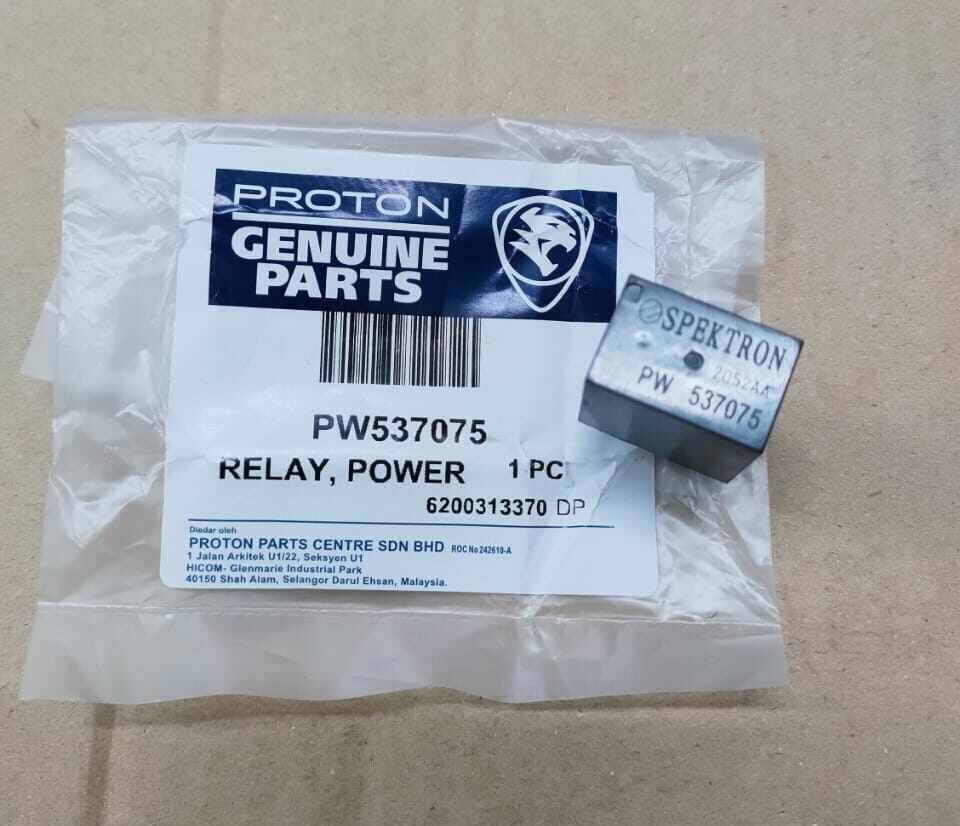 PROTON
GENUINE
PARTS
PW537075
RELAY, POWER 1 PC
6200313370 DP
Diedar oleh
PROTON PARTS CENTRE SDN BHD ROC No 242610-A
1 Jalan Arkitek U1/22, Seksyen U1
HICOM- Glenmarie Industrial Park
40150 Shah Alam, Selangor Darul Ehsan, Malaysia.
SPEKTRON
2052AA
PW 537075